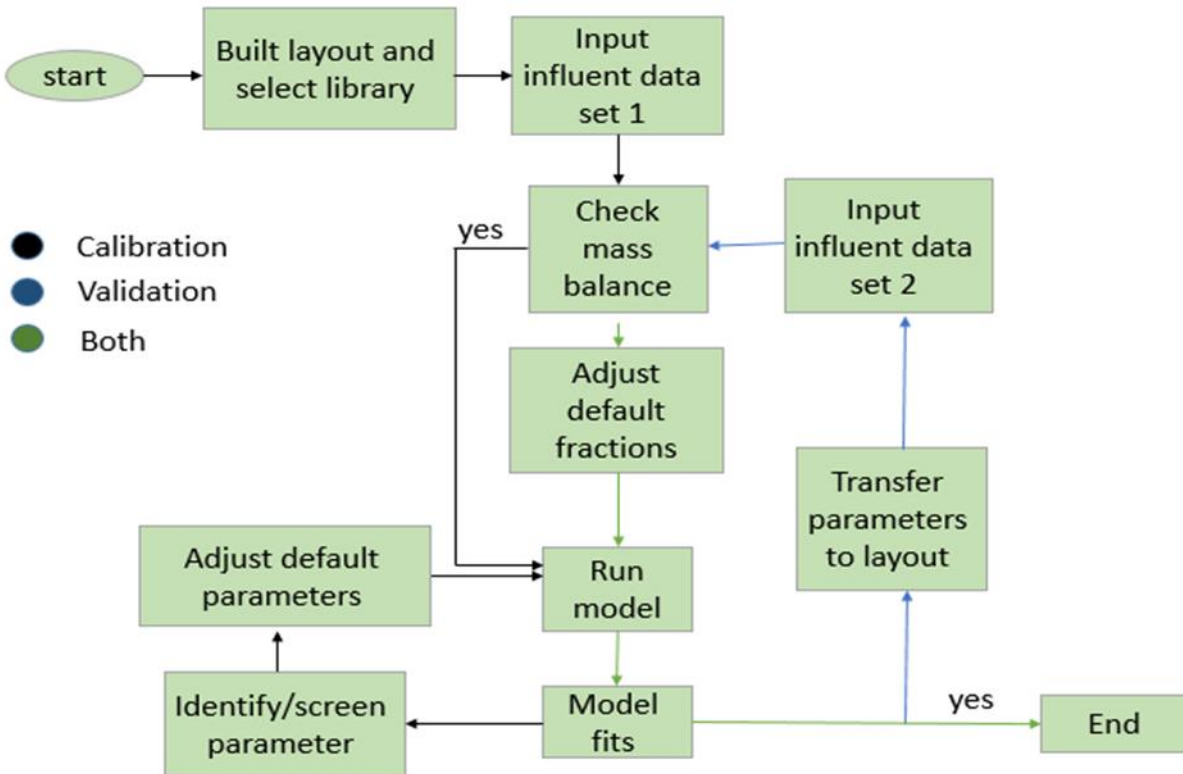 start
Built layout and
select library
Input
influent data
set 1
Check
mass
balance
yes
Input
influent data
set 2
Calibration
Validation
Both
Adjust
default
fractions
Transfer
parameters
to layout
Adjust default
parameters
Run
model
Identify/screen
parameter
Model
fits
yes
End